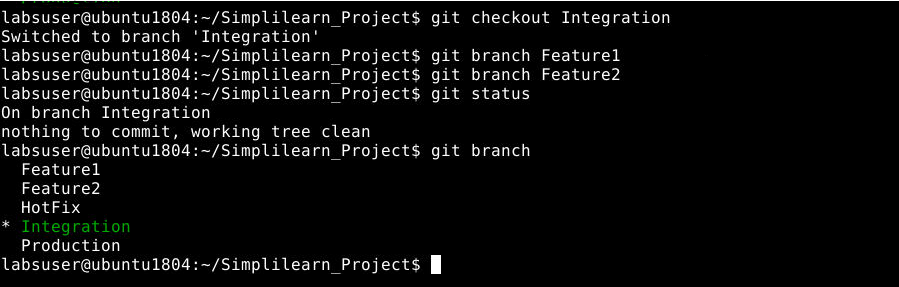 labsuser@ubuntu1804:~/Simplilearn_Project$ git checkout Integration
Switched to branch 'Integration'
labsuser@ubuntu1804:~/Simplilearn_Project$ git branch Feature1
labsuser@ubuntu1804:~/Simplilearn_Project$ git branch Feature2
labsuser@ubuntu1804:~/Simplilearn_Project$ git status
On branch Integration
nothing to commit, working tree clean
labsuser@ubuntu1804:~/Simplilearn_Project$ git branch
  Feature1
  Feature2
  HotFix
* Integration
  Production
labsuser@ubuntu1804:~/Simplilearn_Project$